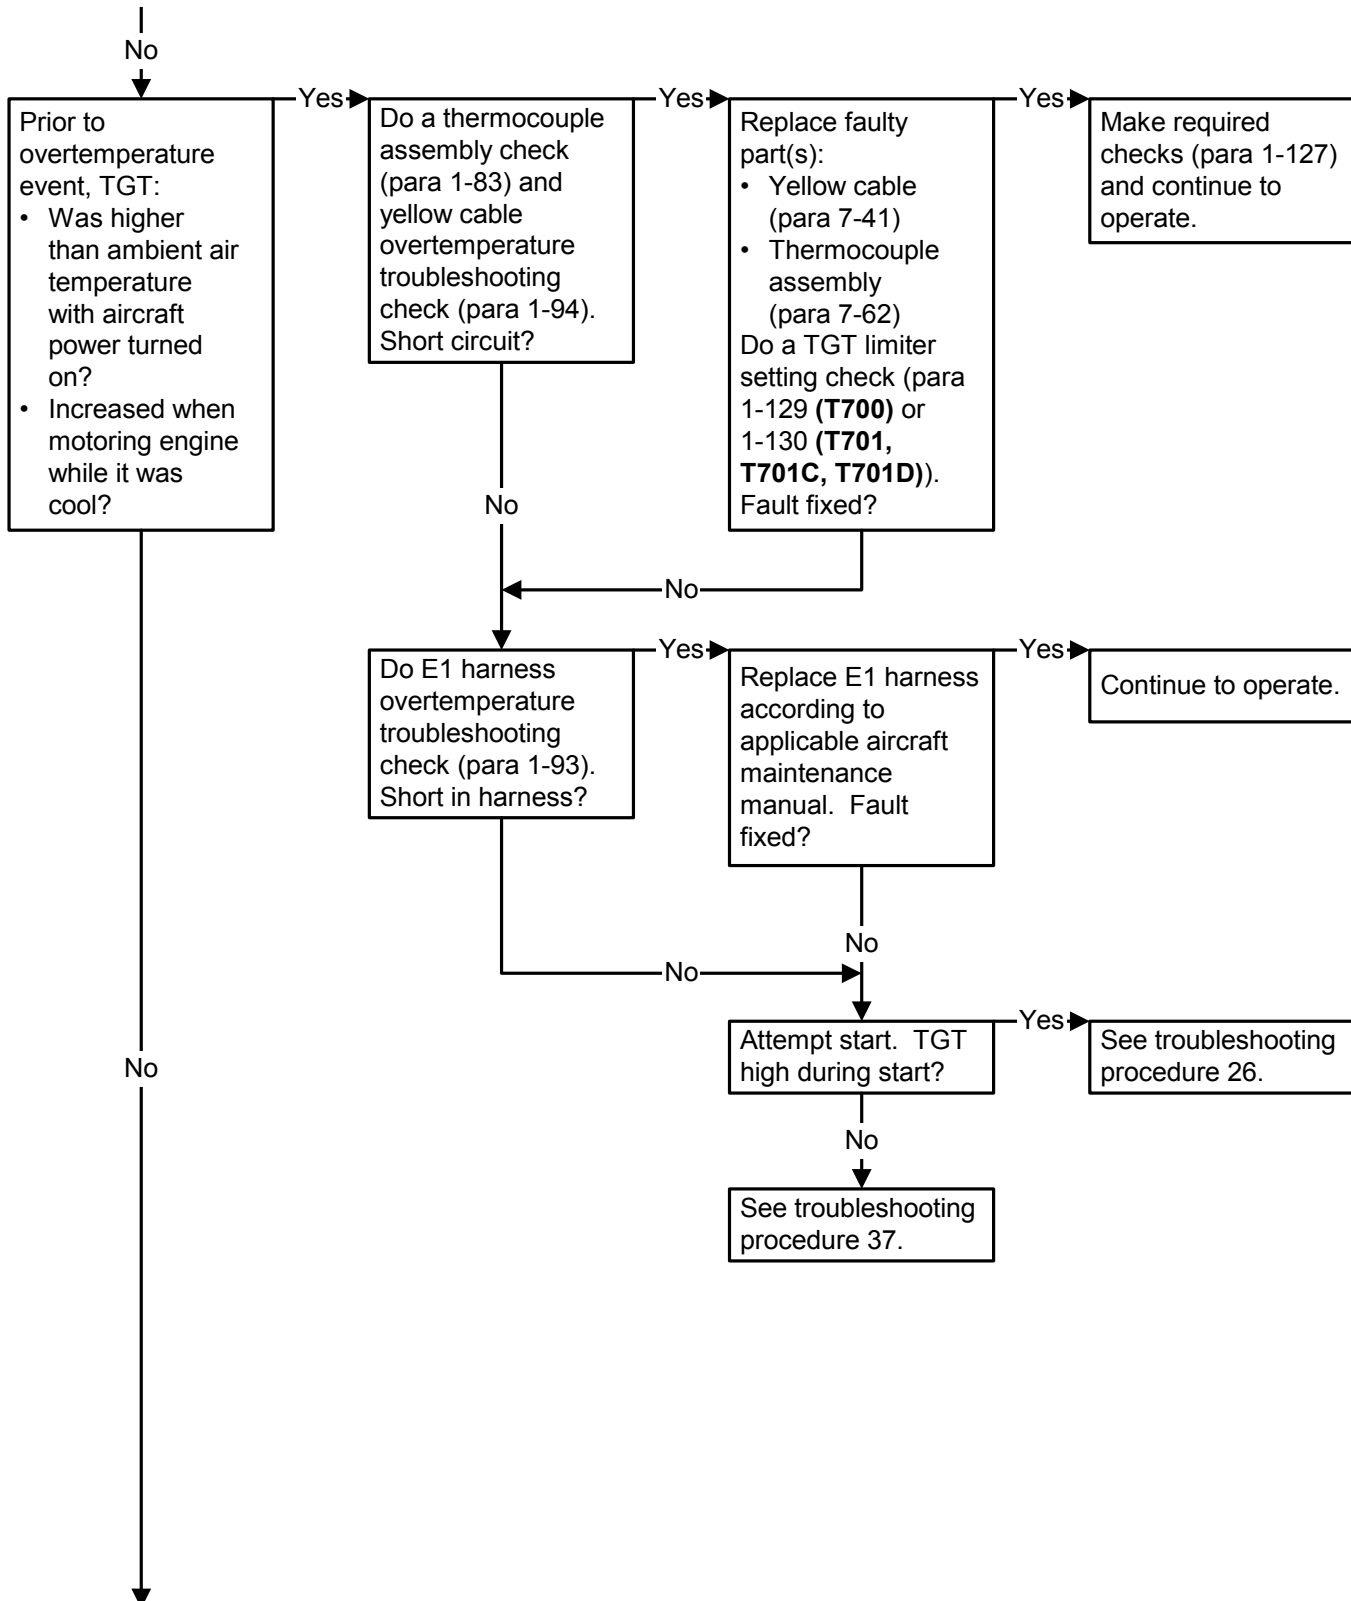 No
Prior to
overtemperature
event, TGT:
• Was higher
than ambient air
temperature
with aircraft
power turned
on?
• Increased when
motoring engine
while it was
cool?
Yes
Do a thermocouple
assembly check
(para 1-83) and
yellow cable
overtemperature
troubleshooting
check (para 1-94).
Short circuit?
Yes
Replace faulty
part(s):
• Yellow cable
(para 7-41)
• Thermocouple
assembly
(para 7-62)
Do a TGT limiter
setting check (para
1-129 (T700) or
1-130 (T701,
T701C, T701D)).
Fault fixed?
Yes
Make required
checks (para 1-127)
and continue to
operate.
No
No
Do E1 harness
overtemperature
troubleshooting
check (para 1-93).
Short in harness?
Yes
Replace E1 harness
according to
applicable aircraft
maintenance
manual.  Fault
fixed?
Yes
Continue to operate.
No
No
Attempt start.  TGT
high during start?
Yes
See troubleshooting
procedure 26.
No
No
See troubleshooting
procedure 37.